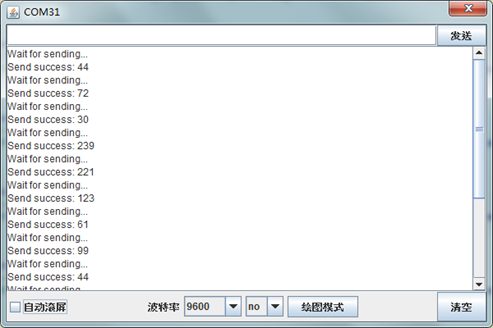 COM31
发送
Wait for sending...
Send success: 44
Wait for sending...
Send success: 72
Wait for sending...
Send success: 30
Wait for sending...
Send success: 239
Wait for sending...
Send success: 221
Wait for sending...
Send success: 123
Wait for sending...
Send success: 61
Wait for sending...
Send success: 99
Wait for sending...
Send success: 44
Wait for sending...
自动滚屏 波特率 9600 no 绘图模式 清空